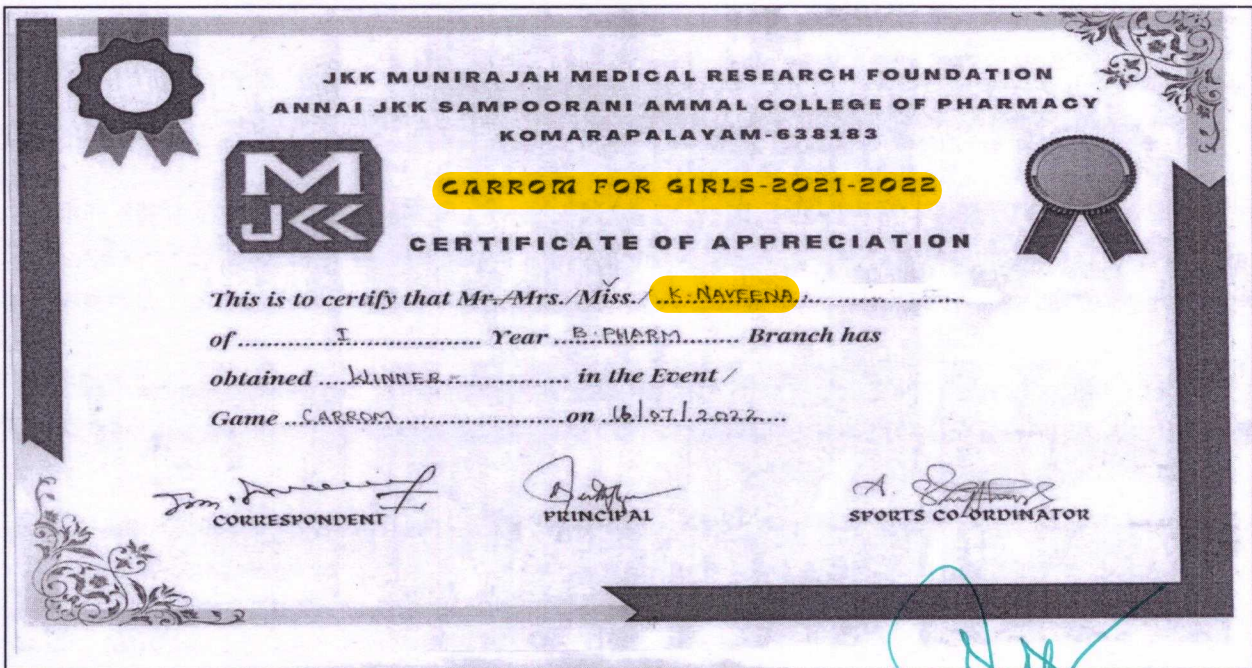 JKK MUNIRAJAH MEDICAL RESEARCH FOUNDATION
ANNAI JKK SAMPOORANI AMMAL COLLEGE OF PHARMACY
KOMARAPALAYAM-638183
M
JKK
CARROM FOR GIRLS-2021-2022
CERTIFICATE OF APPRECIATION
This is to certify that Mr./Mrs./Miss./ K. NAVEENA
of I Year B.PHARM Branch has
obtained WINNER in the Event /
Game CARROM on 16/07/2022
CORRESPONDENT PRINCIPAL SPORTS CO-ORDINATOR